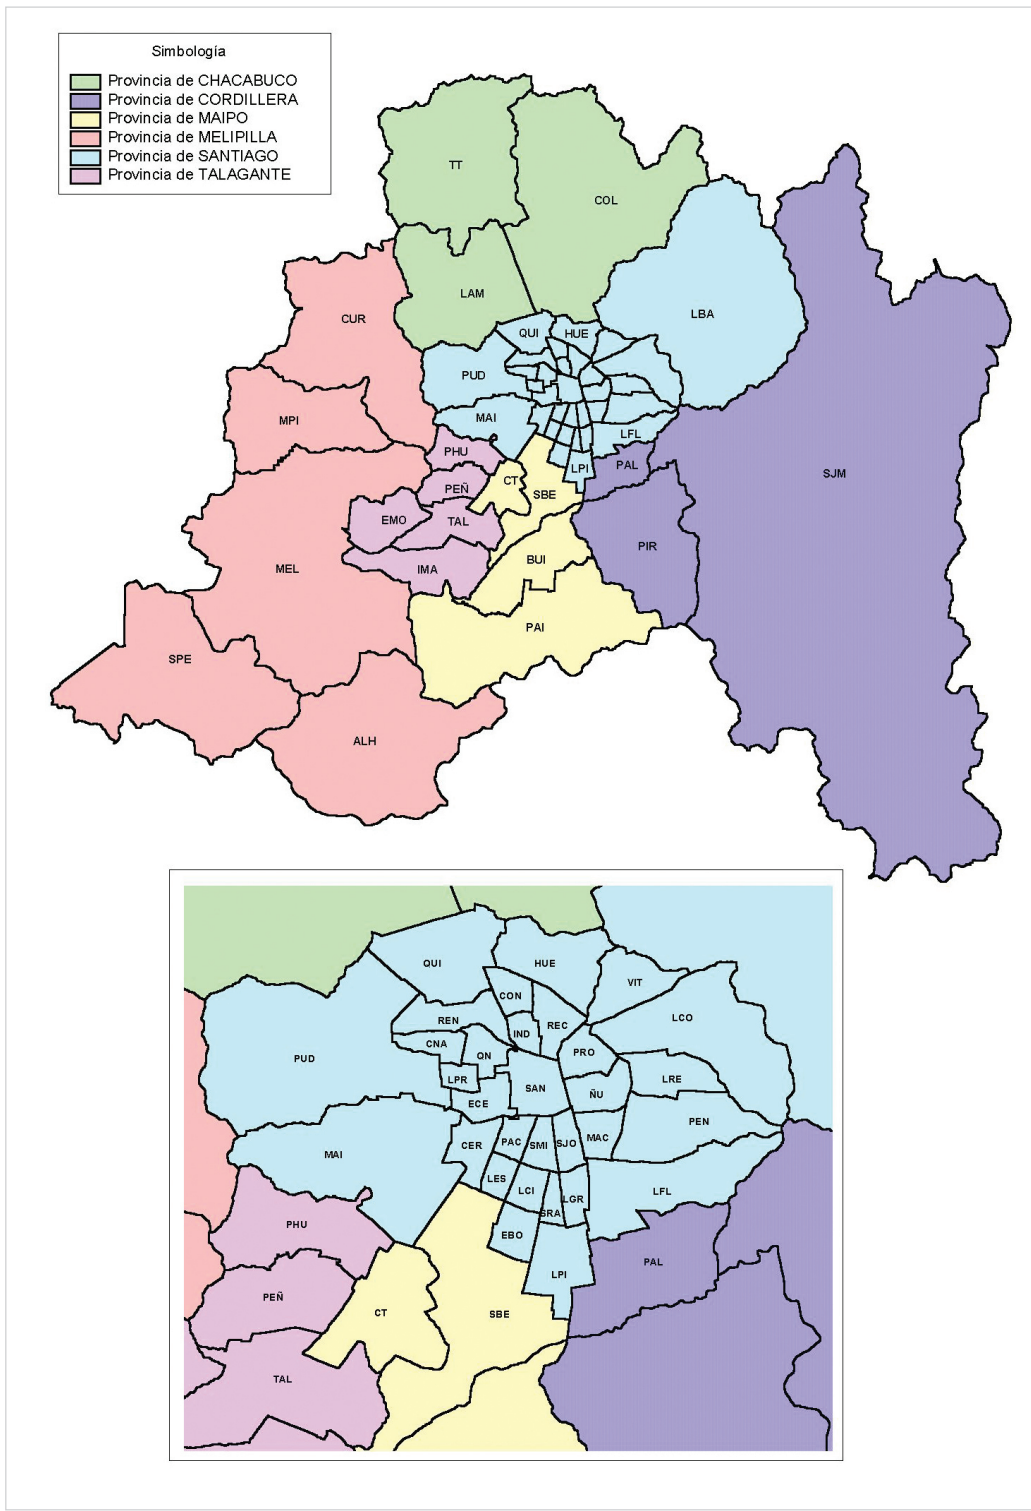 Simbología
Provincia de CHACABUCO
Provincia de CORDILLERA
Provincia de MAIPO
Provincia de MELIPILLA
Provincia de SANTIAGO
Provincia de TALAGANTE
TT
COL
LAM
CUR
LBA
QUI
HUE
PUD
MPI
MAI
LFL
PHU
PAL
SJM
LPI
CT
PEÑ
SBE
EMO
TAL
PIR
MEL
IMA
BUI
PAI
SPE
ALH
QUI
HUE
VIT
CON
LCO
REN
REC
IND
CNA
PRO
QN
PUD
LPR
LRE
SAN
ÑU
ECE
PEN
PAC
MAC
CER
SMI
SJO
MAI
LES
LCI
LFL
LGR
SRA
PHU
EBO
PAL
LPI
PEÑ
CT
SBE
TAL